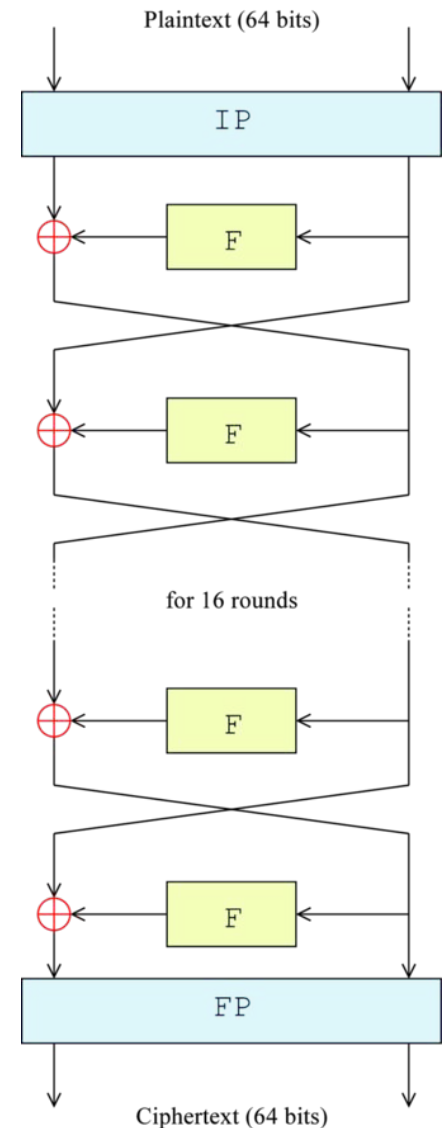 Plaintext (64 bits)
IP
F
F
for 16 rounds
F
F
FP
Ciphertext (64 bits)